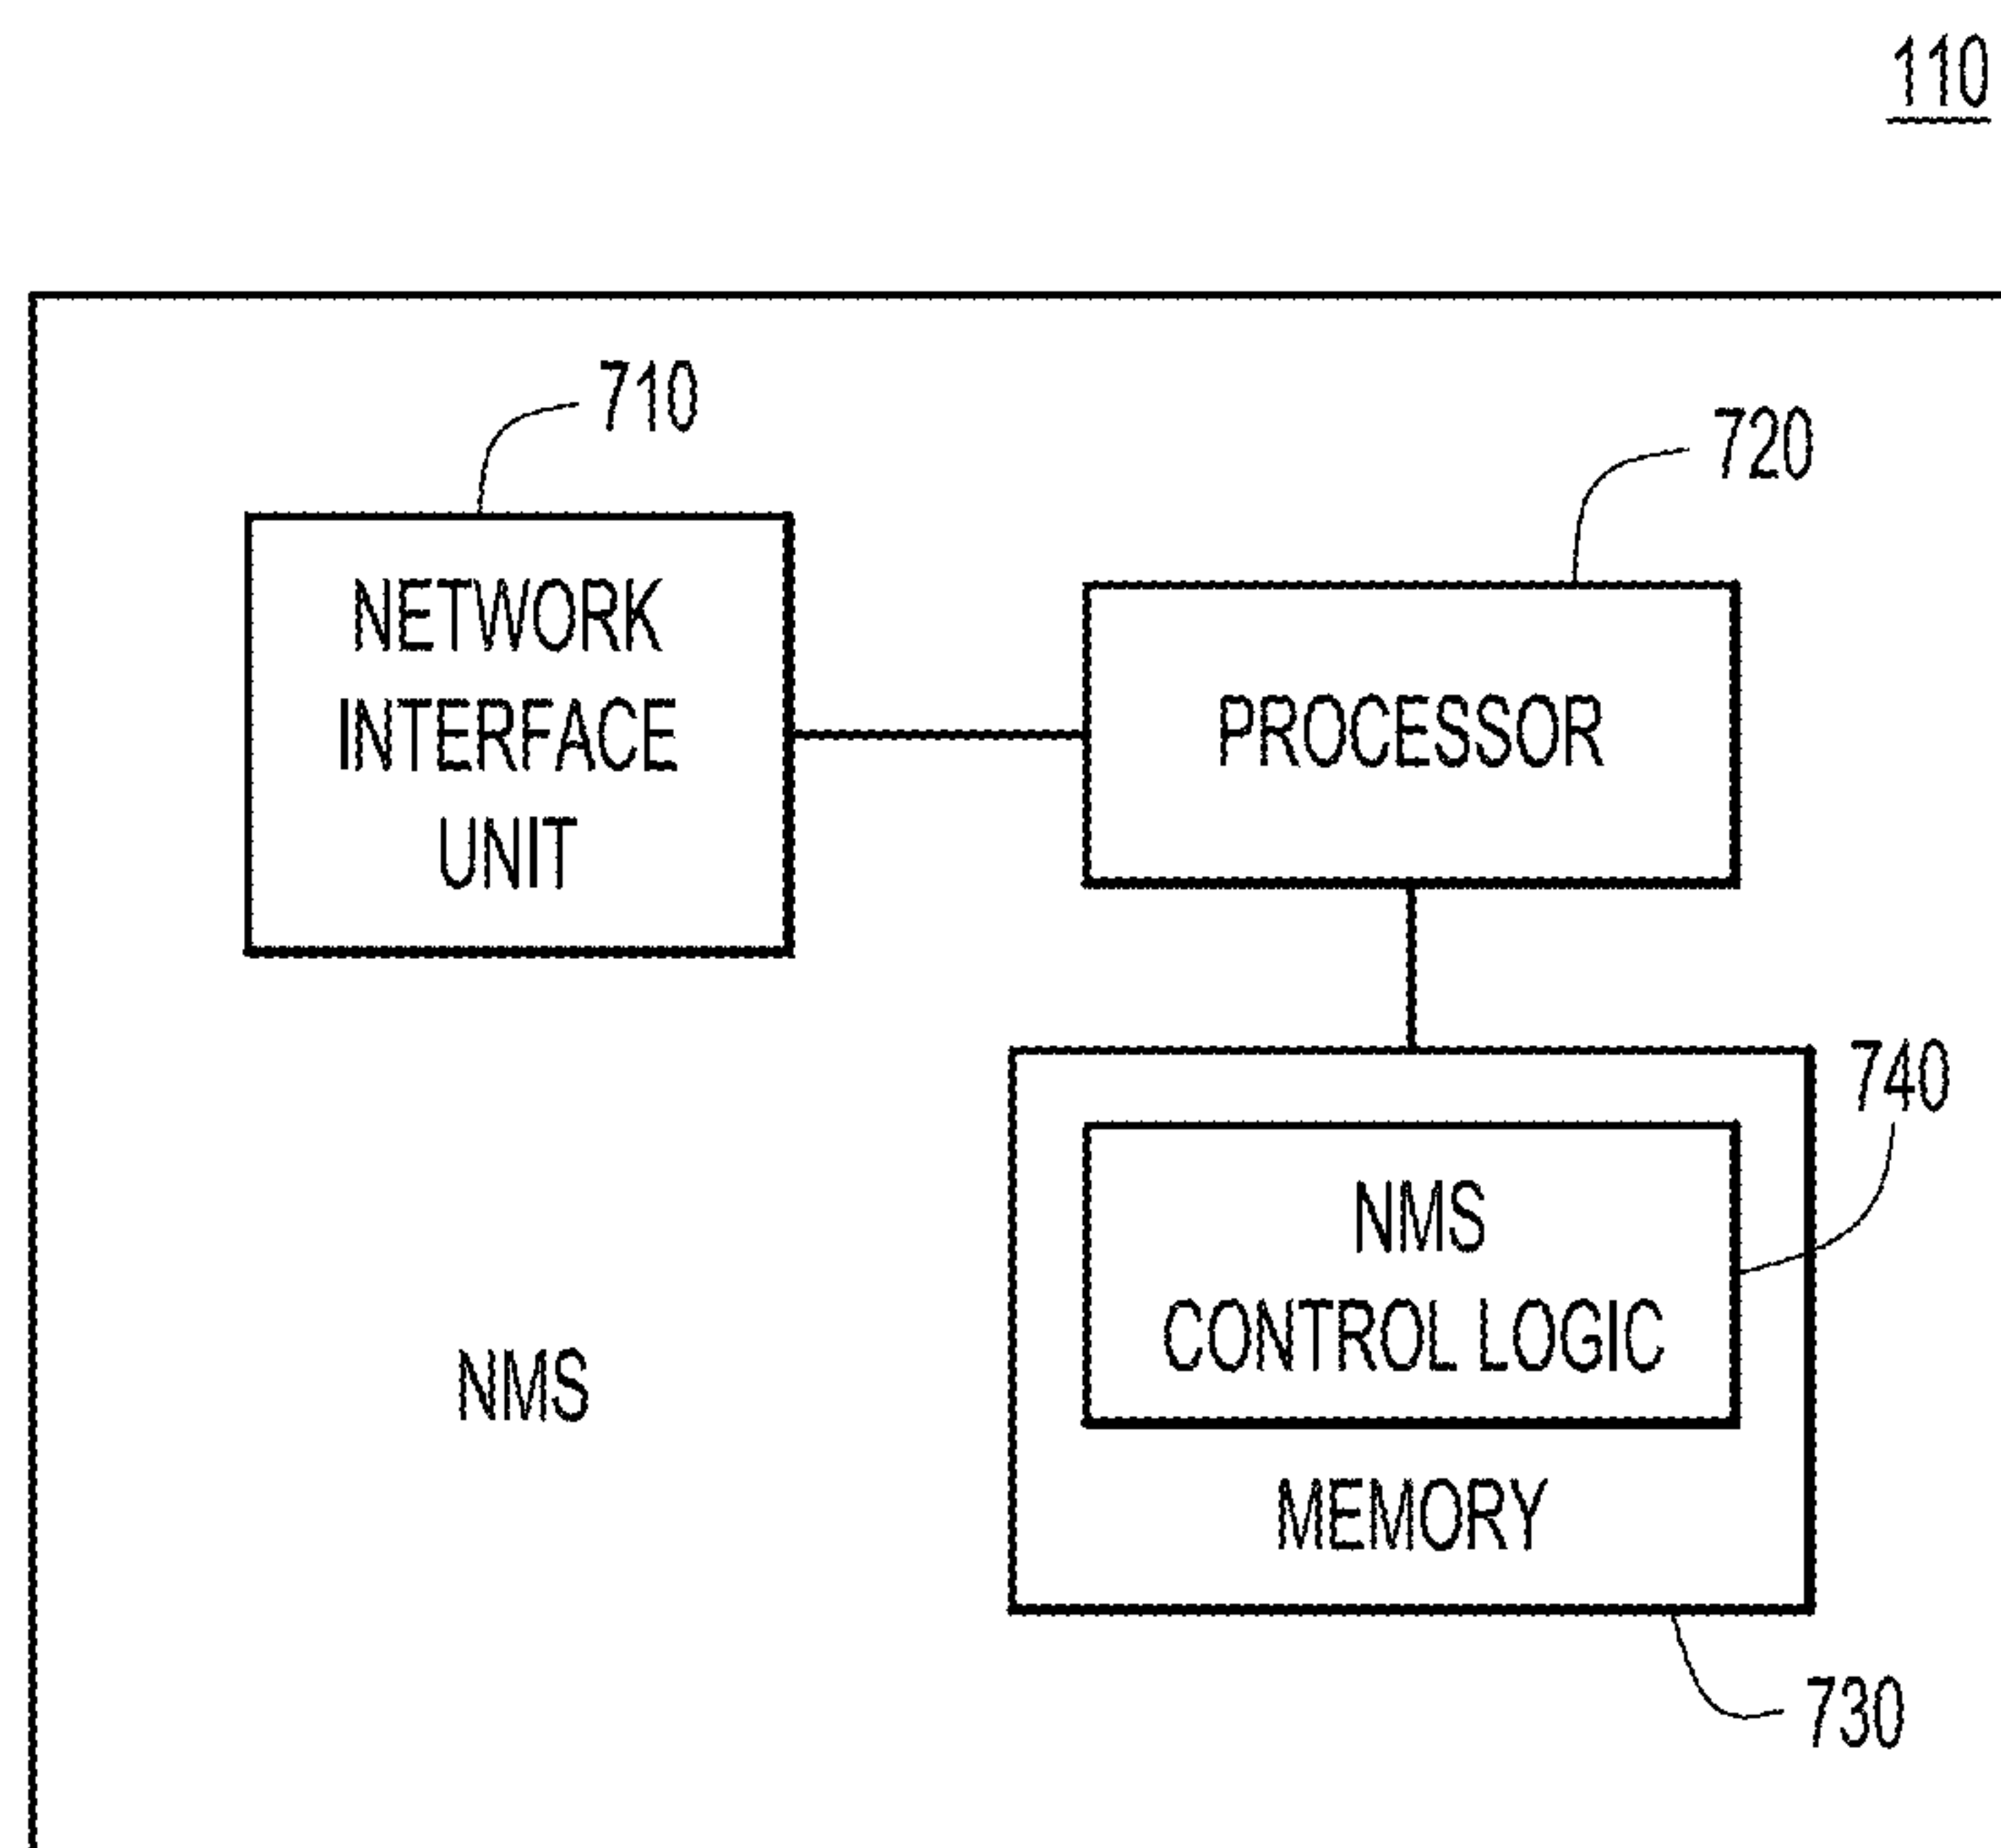 110
710
720
NETWORK
INTERFACE
UNIT
PROCESSOR
740
NMS
CONTROL LOGIC
NMS
MEMORY
730